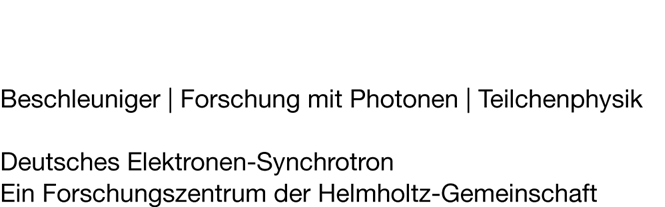 Beschleuniger | Forschung mit Photonen | Teilchenphysik
Deutsches Elektronen-Synchrotron
Ein Forschungszentrum der Helmholtz-Gemeinschaft